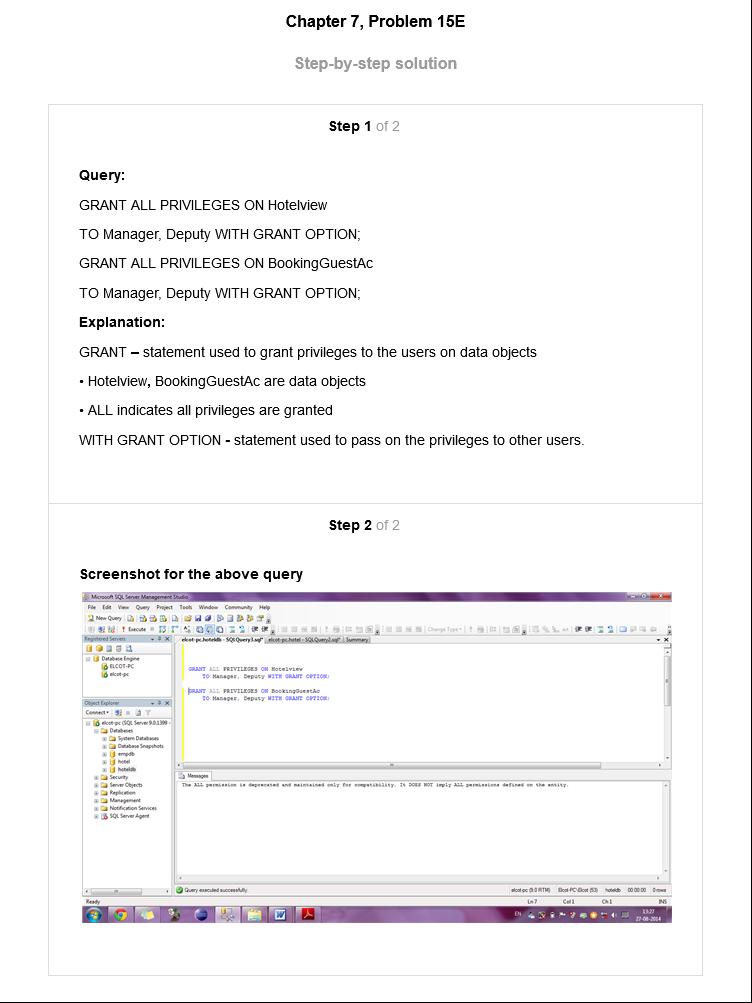 Chapter 7, Problem 15E
Step-by-step solution
Step 1 of 2
Query:
GRANT ALL PRIVILEGES ON Hotelview
TO Manager, Deputy WITH GRANT OPTION;
GRANT ALL PRIVILEGES ON BookingGuestAc
TO Manager, Deputy WITH GRANT OPTION;
Explanation:
GRANT – statement used to grant privileges to the users on data objects
• Hotelview, BookingGuestAc are data objects
• ALL indicates all privileges are granted
WITH GRANT OPTION - statement used to pass on the privileges to other users.
Step 2 of 2
Screenshot for the above query
Microsoft SQL Server Management Studio
File Edit View Query Project Tools Window Community Help
New Query
Execute
Change Type
Registered Servers
elcot-pc.hoteldb - SQLQuery3.sql* elcot-pc.hotel - SQLQuery2.sql* Summary
Database Engine
ELCOT-PC
elcot-pc
GRANT ALL PRIVILEGES ON Hotelview
TO Manager, Deputy WITH GRANT OPTION;
GRANT ALL PRIVILEGES ON BookingGuestAc
TO Manager, Deputy WITH GRANT OPTION;
Object Explorer
Connect
elcot-pc (SQL Server 9.0.1399 -
Databases
System Databases
Database Snapshots
empdb
hotel
hoteldb
Security
Server Objects
Replication
Management
Notification Services
SQL Server Agent
Messages
The ALL permission is deprecated and maintained only for compatibility. It DOES NOT imply ALL permissions defined on the entity.
Query executed successfully.
elcot-pc (9.0 RTM) Elcot-PC\Elcot (53) hoteldb 00:00:00 0 rows
Ready
Ln 7 Col 1 Ch 1 INS
EN
13:27
27-08-2014